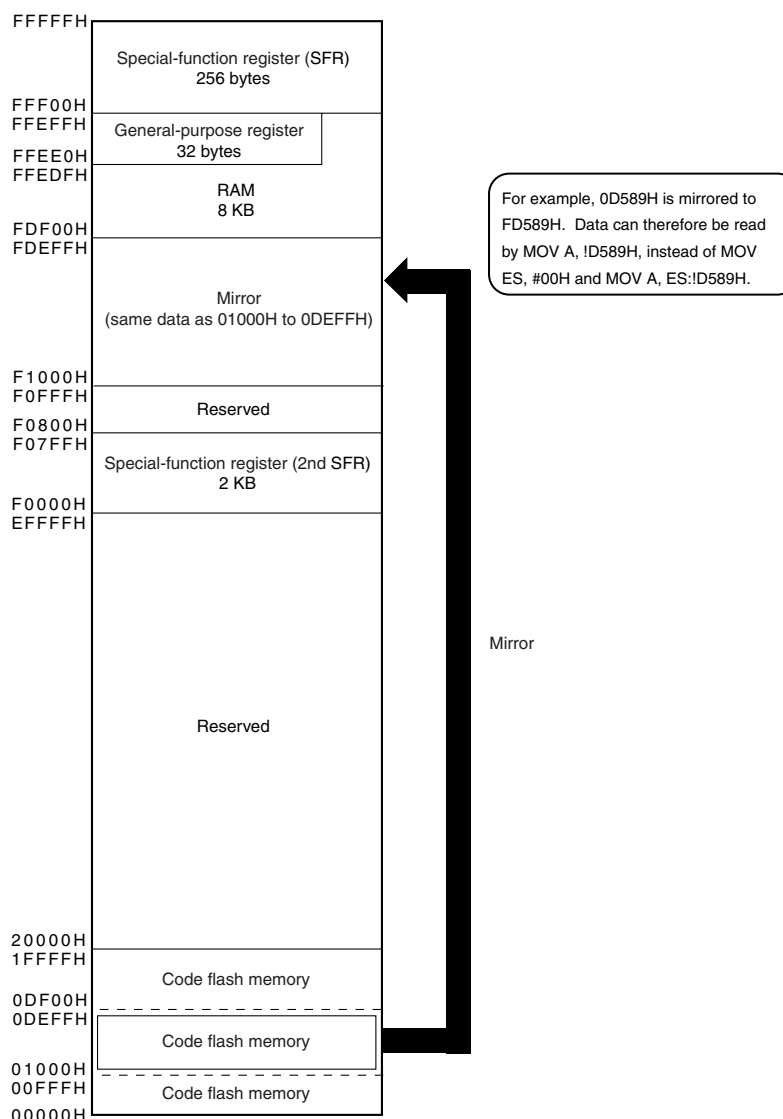 FFFFFH
Special-function register (SFR)
256 bytes
FFF00H
FFEFFH
General-purpose register
32 bytes
FFEE0H
FFEDFH
RAM
8 KB
FDF00H
FDEFFH
Mirror
(same data as 01000H to 0DEFFH)
For example, 0D589H is mirrored to
FD589H. Data can therefore be read
by MOV A, !D589H, instead of MOV
ES, #00H and MOV A, ES:!D589H.
F1000H
F0FFFH
Reserved
F0800H
F07FFH
Special-function register (2nd SFR)
2 KB
F0000H
EFFFFH
Mirror
Reserved
20000H
1FFFFH
Code flash memory
0DF00H
0DEFFH
Code flash memory
01000H
00FFFH
Code flash memory
00000H